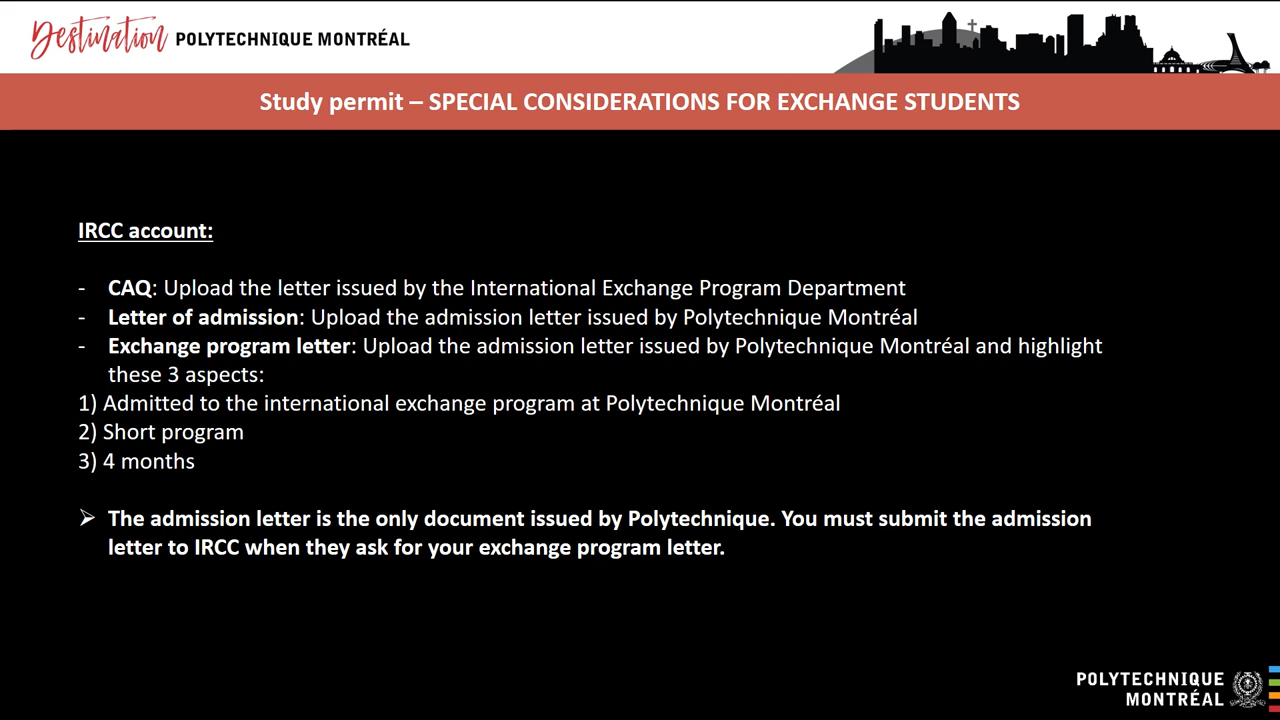 Destination POLYTECHNIQUE MONTRÉAL
Study permit – SPECIAL CONSIDERATIONS FOR EXCHANGE STUDENTS
IRCC account:
- CAQ: Upload the letter issued by the International Exchange Program Department
- Letter of admission: Upload the admission letter issued by Polytechnique Montréal
- Exchange program letter: Upload the admission letter issued by Polytechnique Montréal and highlight
these 3 aspects:
1) Admitted to the international exchange program at Polytechnique Montréal
2) Short program
3) 4 months
➢ The admission letter is the only document issued by Polytechnique. You must submit the admission
letter to IRCC when they ask for your exchange program letter.
POLYTECHNIQUE
MONTRÉAL